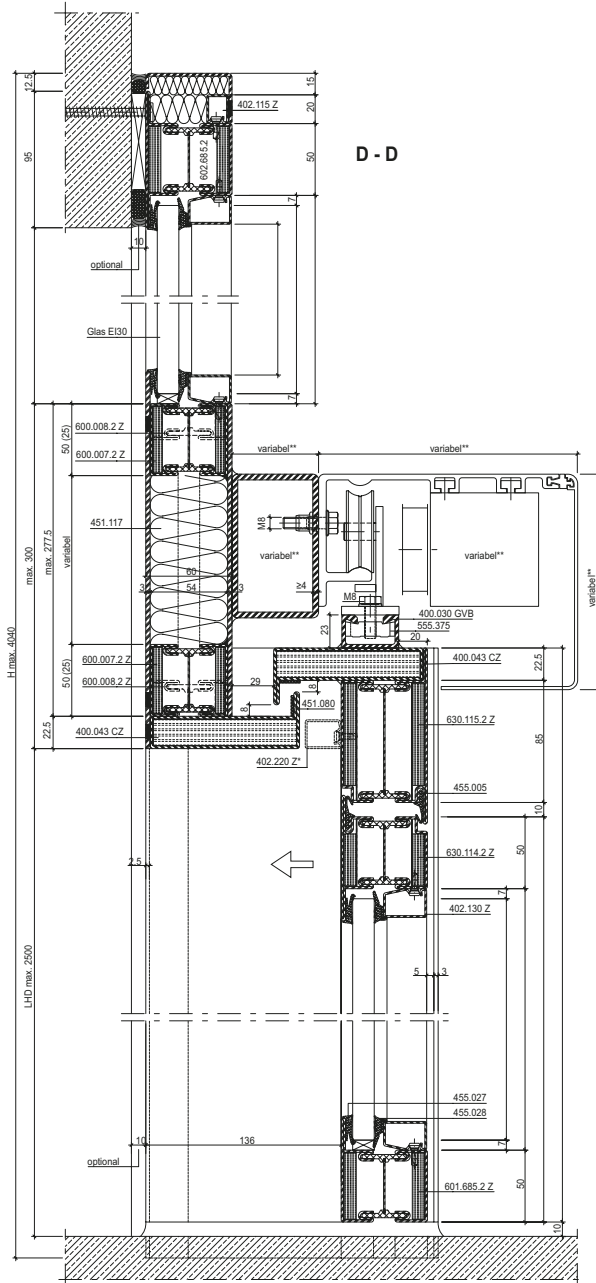 12.5
15
402.115 Z
20
D - D
602.685.2
50
95
7
10
optional
Glas EI30
7
600.008.2 Z
50 (25)
variabel**
variabel**
600.007.2 Z
451.117
M8
variabel**
variabel**
variabel**
max. 300
max. 277.5
variabel
60
3
54
3
≥4
M8
400.030 GVB
23
555.375
20
H max. 4040
400.043 CZ
22.5
600.007.2 Z
50 (25)
600.008.2 Z
29
8
451.080
8
630.115.2 Z
22.5
400.043 CZ
85
402.220 Z*
455.005
10
630.114.2 Z
50
2.5
7
402.130 Z
5
3
LHD max. 2500
455.027
455.028
10
136
7
optional
601.685.2 Z
50
10